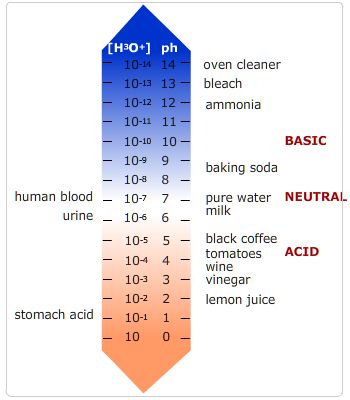 [H3O+] ph
10-14 14 oven cleaner
10-13 13 bleach
10-12 12 ammonia
10-11 11
10-10 10 BASIC
10-9 9 baking soda
10-8 8
human blood 10-7 7 pure water NEUTRAL
urine 10-6 6 milk
10-5 5 black coffee
10-4 4 tomatoes ACID
wine
10-3 3 vinegar
10-2 2 lemon juice
stomach acid 10-1 1
10 0